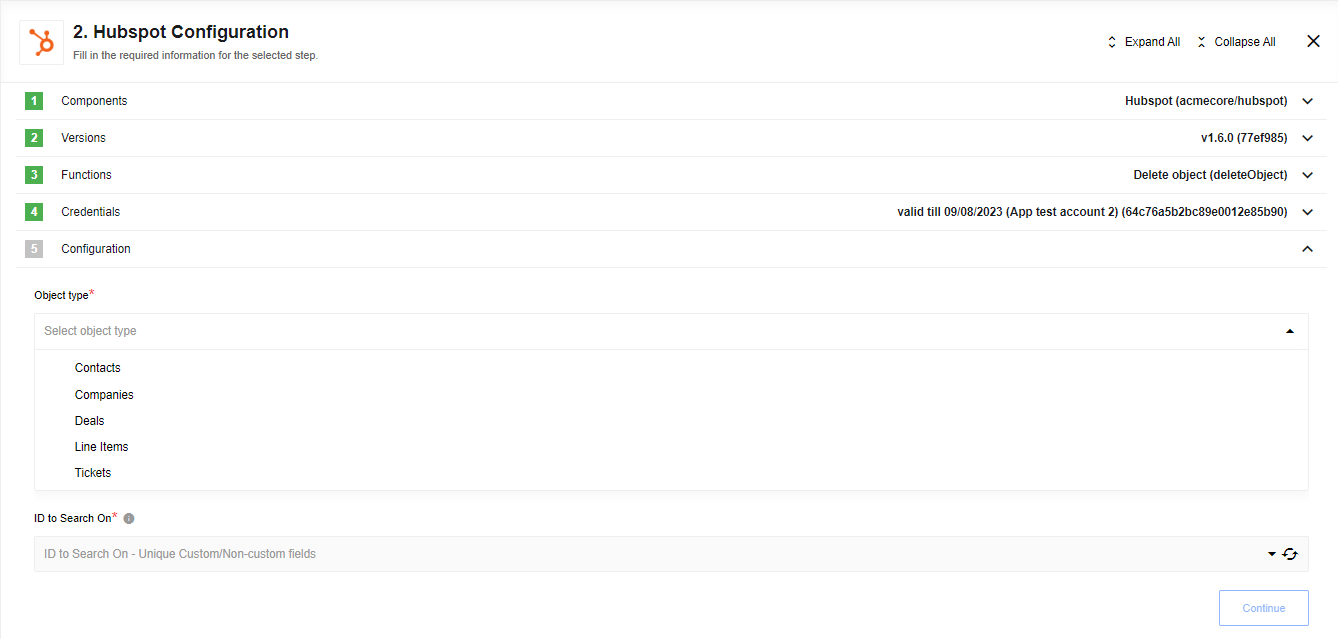 2. Hubspot Configuration
Fill in the required information for the selected step.
Expand All
Collapse All
1 Components Hubspot (acmecore/hubspot)
2 Versions v1.6.0 (77ef985)
3 Functions Delete object (deleteObject)
4 Credentials valid till 09/08/2023 (App test account 2) (64c76a5b2bc89e0012e85b90)
5 Configuration
Object type*
Select object type
Contacts
Companies
Deals
Line Items
Tickets
ID to Search On*
ID to Search On - Unique Custom/Non-custom fields
Continue